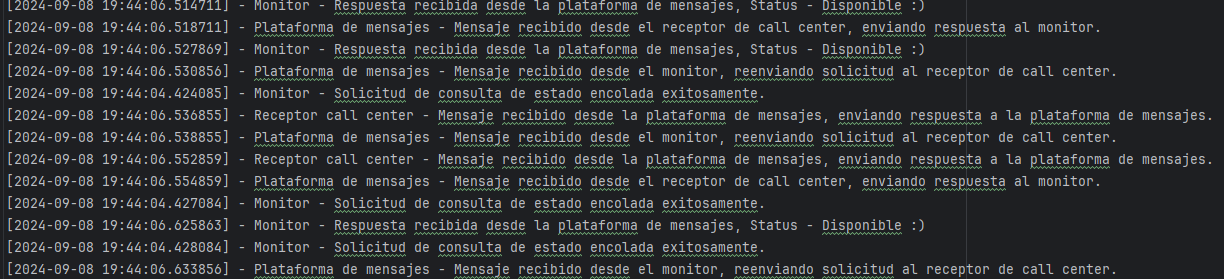 [2024-09-08 19:44:06.514711] - Monitor - Respuesta recibida desde la plataforma de mensajes, Status - Disponible :)
[2024-09-08 19:44:06.518711] - Plataforma de mensajes - Mensaje recibido desde el receptor de call center, enviando respuesta al monitor.
[2024-09-08 19:44:06.527869] - Monitor - Respuesta recibida desde la plataforma de mensajes, Status - Disponible :)
[2024-09-08 19:44:06.530856] - Plataforma de mensajes - Mensaje recibido desde el monitor, reenviando solicitud al receptor de call center.
[2024-09-08 19:44:04.424085] - Monitor - Solicitud de consulta de estado encolada exitosamente.
[2024-09-08 19:44:06.536855] - Receptor call center - Mensaje recibido desde la plataforma de mensajes, enviando respuesta a la plataforma de mensajes.
[2024-09-08 19:44:06.538855] - Plataforma de mensajes - Mensaje recibido desde el monitor, reenviando solicitud al receptor de call center.
[2024-09-08 19:44:06.552859] - Receptor call center - Mensaje recibido desde la plataforma de mensajes, enviando respuesta a la plataforma de mensajes.
[2024-09-08 19:44:06.554859] - Plataforma de mensajes - Mensaje recibido desde el receptor de call center, enviando respuesta al monitor.
[2024-09-08 19:44:04.427084] - Monitor - Solicitud de consulta de estado encolada exitosamente.
[2024-09-08 19:44:06.625863] - Monitor - Respuesta recibida desde la plataforma de mensajes, Status - Disponible :)
[2024-09-08 19:44:04.428084] - Monitor - Solicitud de consulta de estado encolada exitosamente.
[2024-09-08 19:44:06.633856] - Plataforma de mensajes - Mensaje recibido desde el monitor, reenviando solicitud al receptor de call center.